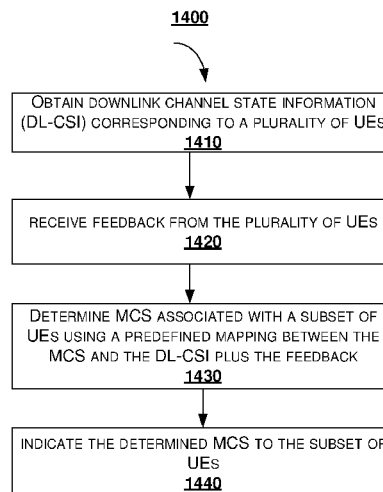 1400
OBTAIN DOWNLINK CHANNEL STATE INFORMATION
(DL-CSI) CORRESPONDING TO A PLURALITY OF UES
1410
RECEIVE FEEDBACK FROM THE PLURALITY OF UES
1420
DETERMINE MCS ASSOCIATED WITH A SUBSET OF
UES USING A PREDEFINED MAPPING BETWEEN THE
MCS AND THE DL-CSI PLUS THE FEEDBACK
1430
INDICATE THE DETERMINED MCS TO THE SUBSET OF
UES
1440